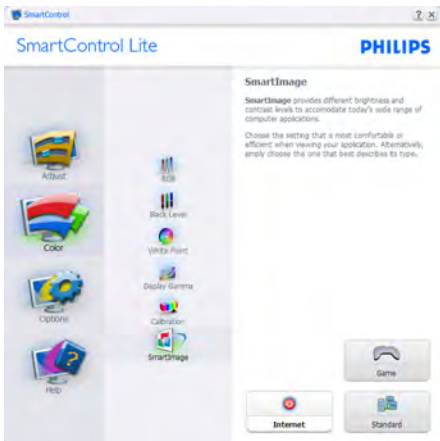 SmartControl
SmartControl Lite
PHILIPS
Adjust
Color
Options
Help
RGB
Black Level
White Point
Display Gamma
Calibration
SmartImage
SmartImage
SmartImage provides different brightness and
contrast levels to accomodate today's wide range of
computer applications.
Choose the setting that is most comfortable or
efficient when viewing your application. Alternatively,
simply choose the one that best describes its type.
Game
Internet
Standard